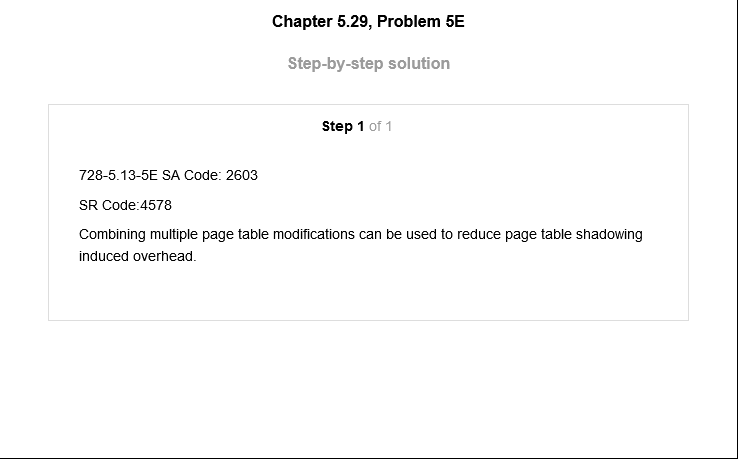 Chapter 5.29, Problem 5E
Step-by-step solution
Step 1 of 1
728-5.13-5E SA Code: 2603
SR Code:4578
Combining multiple page table modifications can be used to reduce page table shadowing
induced overhead.